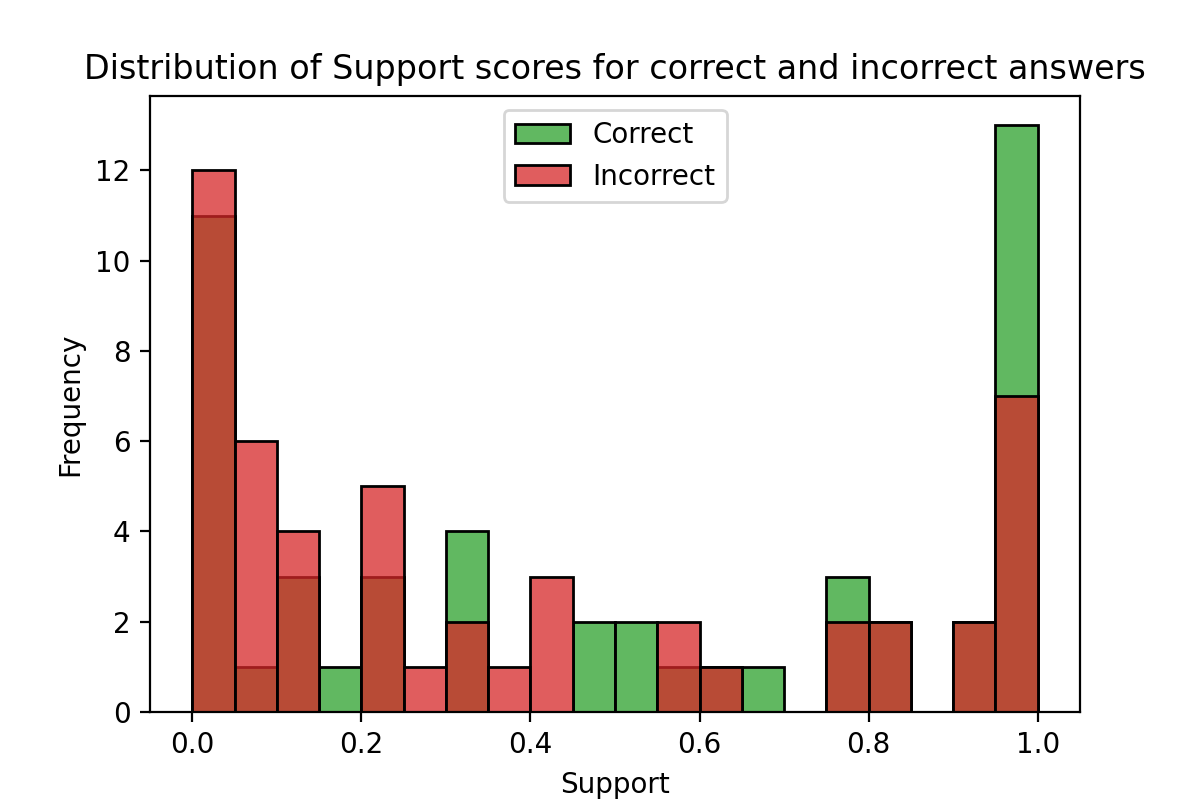 Distribution of Support scores for correct and incorrect answers
Correct
Incorrect
12
10
8
6
4
2
0
Frequency
0.0 0.2 0.4 0.6 0.8 1.0
Support